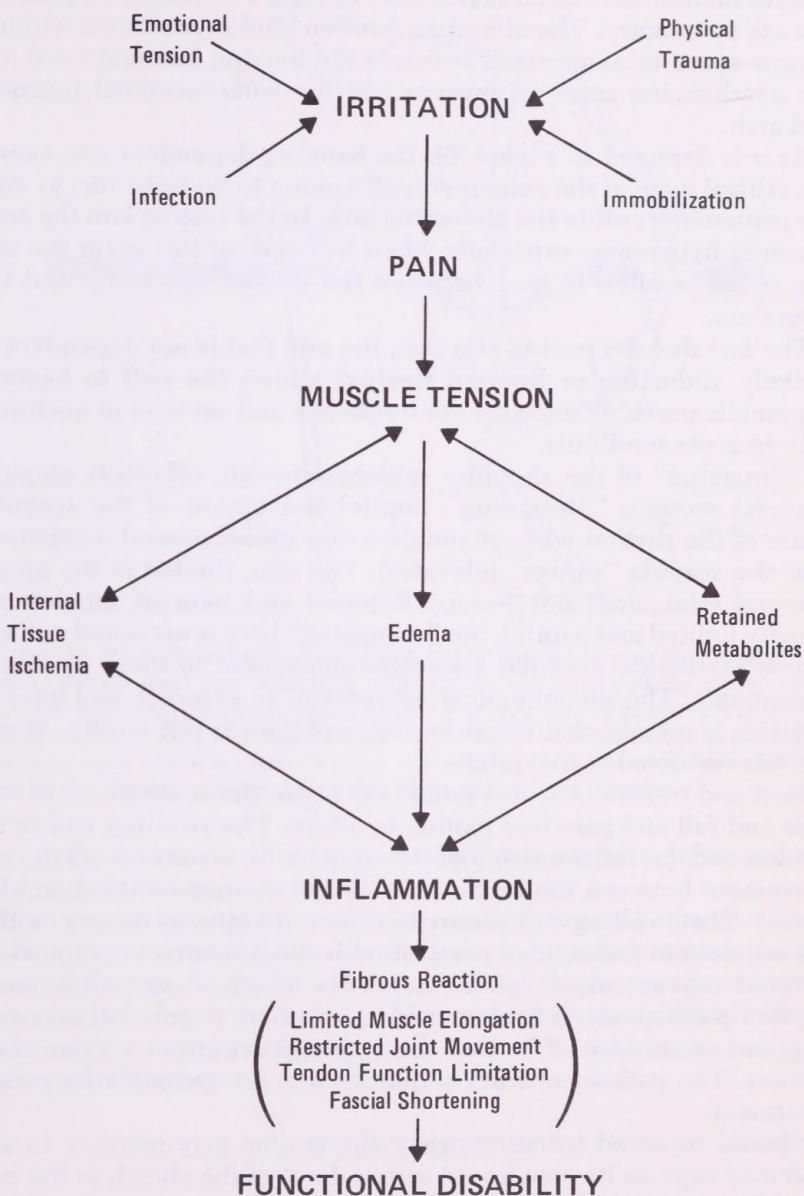 Emotional
Tension
Physical
Trauma
IRRITATION
Infection
Immobilization
PAIN
MUSCLE TENSION
Internal
Tissue
Ischemia
Edema
Retained
Metabolites
INFLAMMATION
Fibrous Reaction
Limited Muscle Elongation
Restricted Joint Movement
Tendon Function Limitation
Fascial Shortening
FUNCTIONAL DISABILITY